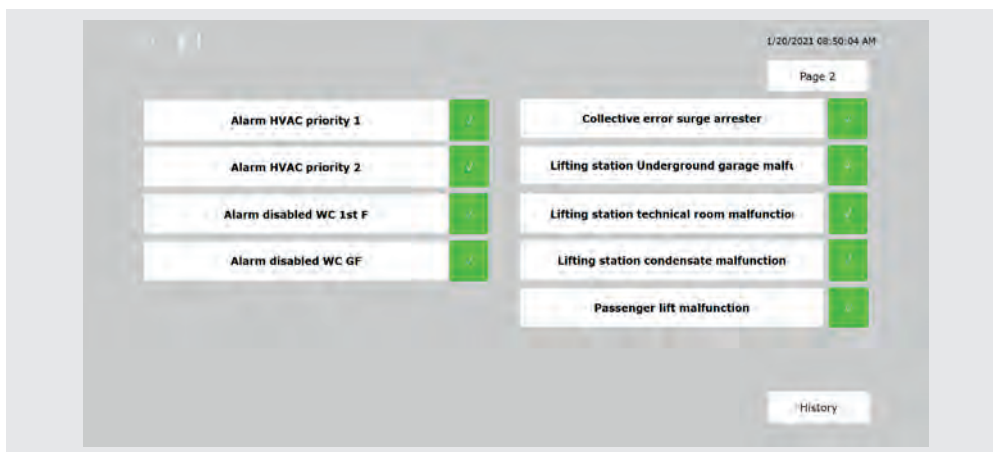 1/20/2021 08:50:04 AM
Page 2
Alarm HVAC priority 1
Alarm HVAC priority 2
Alarm disabled WC 1st F
Alarm disabled WC GF
Collective error surge arrester
Lifting station Underground garage malfu
Lifting station technical room malfunction
Lifting station condensate malfunction
Passenger lift malfunction
History